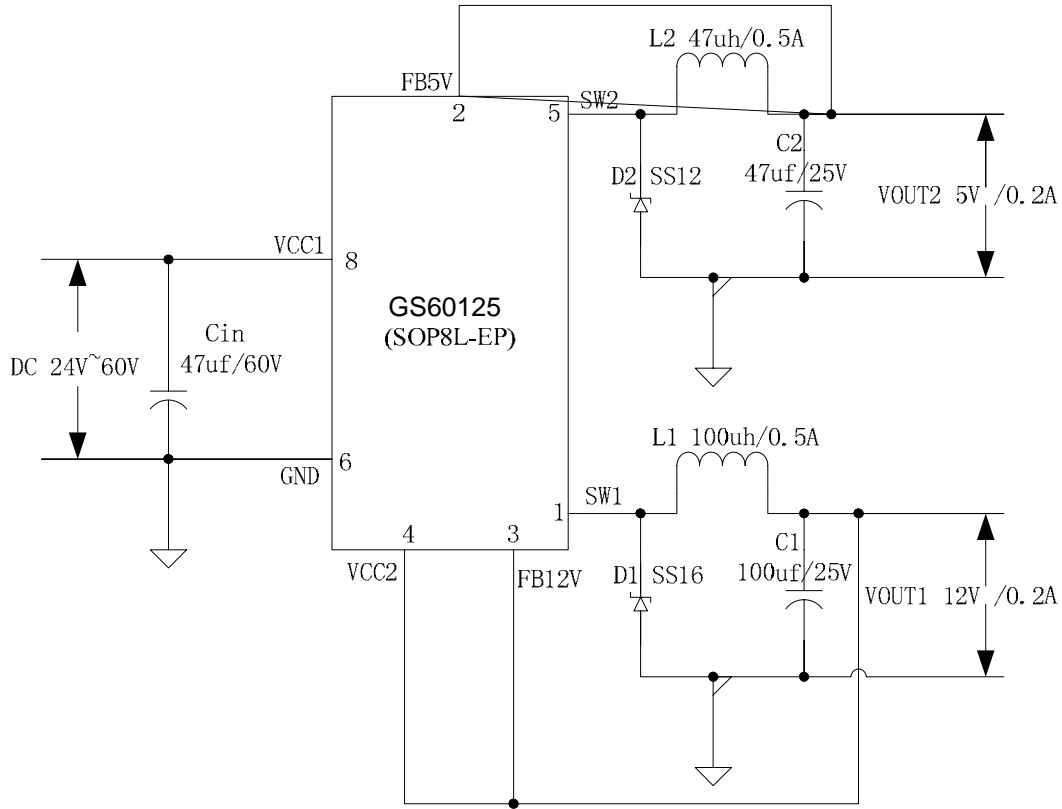 L2 47uh/0.5A
FB5V
SW2
2
5
C2
47uf/25V
D2 SS12
VOUT2 5V /0.2A
VCC1
8
GS60125
(SOP8L-EP)
Cin
47uf/60V
DC 24V~60V
L1 100uh/0.5A
6
GND
SW1
1
4
3
VCC2
FB12V
C1
100uf/25V
D1 SS16
VOUT1 12V /0.2A